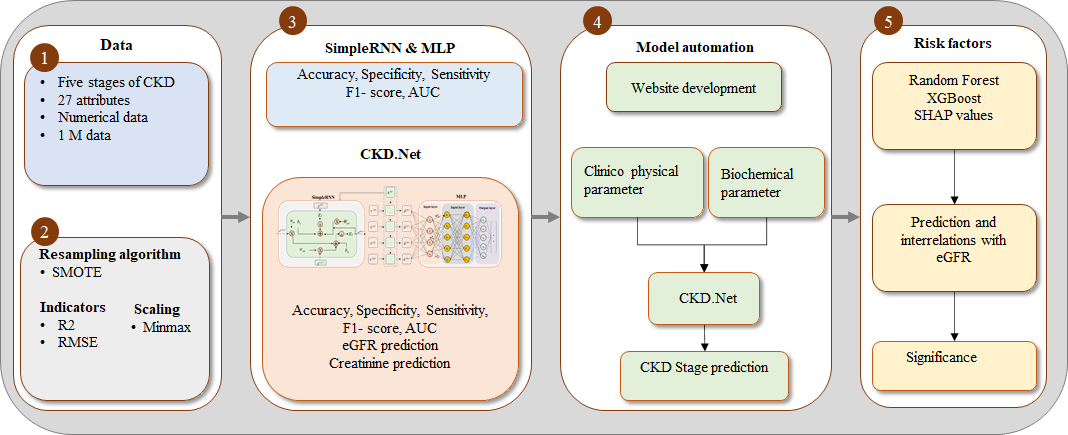 1
Data
Five stages of CKD
27 attributes
Numerical data
1 M data
2
Resampling algorithm
SMOTE
Indicators
R2
RMSE
Scaling
Minmax
3
SimpleRNN & MLP
Accuracy, Specificity, Sensitivity
F1- score, AUC
CKD.Net
SimpleRNN
MLP
Accuracy, Specificity, Sensitivity,
F1- score, AUC
eGFR prediction
Creatinine prediction
4
Model automation
Website development
Clinico physical
parameter
Biochemical
parameter
CKD.Net
CKD Stage prediction
5
Risk factors
Random Forest
XGBoost
SHAP values
Prediction and
interrelations with
eGFR
Significance